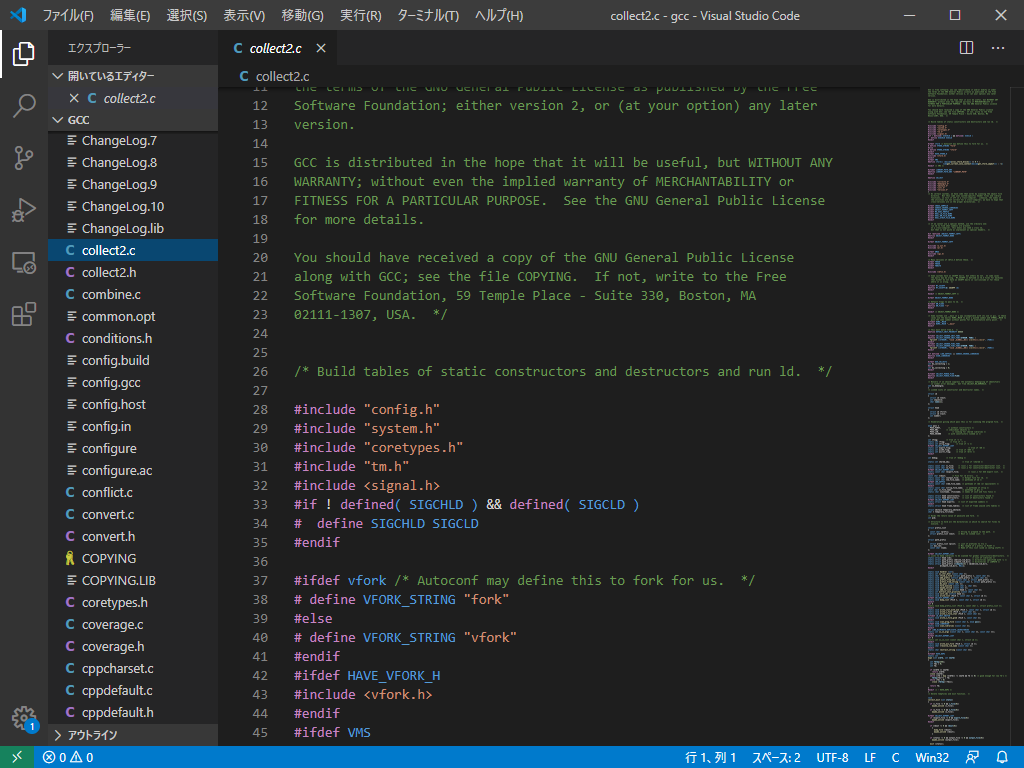 ファイル(F) 編集(E) 選択(S) 表示(V) 移動(G) 実行(R) ターミナル(T) ヘルプ(H) collect2.c - gcc - Visual Studio Code
エクスプローラー
開いているエディター
C collect2.c
GCC
ChangeLog.7
ChangeLog.8
ChangeLog.9
ChangeLog.10
ChangeLog.lib
C collect2.c
C collect2.h
C combine.c
common.opt
C conditions.h
config.build
config.gcc
config.host
config.in
configure
configure.ac
C conflict.c
C convert.c
C convert.h
COPYING
COPYING.LIB
C coretypes.h
C coverage.c
C coverage.h
C cppcharset.c
C cppdefault.c
C cppdefault.h
アウトライン
1
C collect2.c
C collect2.c
11 the terms of the GNU General Public License as published by the Free
12 Software Foundation; either version 2, or (at your option) any later
13 version.
14
15 GCC is distributed in the hope that it will be useful, but WITHOUT ANY
16 WARRANTY; without even the implied warranty of MERCHANTABILITY or
17 FITNESS FOR A PARTICULAR PURPOSE.  See the GNU General Public License
18 for more details.
19
20 You should have received a copy of the GNU General Public License
21 along with GCC; see the file COPYING.  If not, write to the Free
22 Software Foundation, 59 Temple Place - Suite 330, Boston, MA
23 02111-1307, USA.  */
24
25
26 /* Build tables of static constructors and destructors and run ld.  */
27
28 #include "config.h"
29 #include "system.h"
30 #include "coretypes.h"
31 #include "tm.h"
32 #include <signal.h>
33 #if ! defined( SIGCHLD ) && defined( SIGCLD )
34 #  define SIGCHLD SIGCLD
35 #endif
36
37 #ifdef vfork /* Autoconf may define this to fork for us.  */
38 # define VFORK_STRING "fork"
39 #else
40 # define VFORK_STRING "vfork"
41 #endif
42 #ifdef HAVE_VFORK_H
43 #include <vfork.h>
44 #endif
45 #ifdef VMS
0 0 行 1、列 1 スペース: 2 UTF-8 LF C Win32